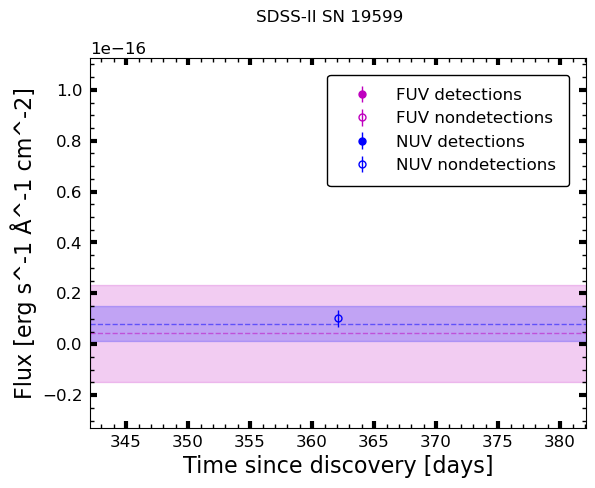 SDSS-II SN 19599
1e−16
FUV detections
FUV nondetections
NUV detections
NUV nondetections
Flux [erg s^-1 Å^-1 cm^-2]
1.0
0.8
0.6
0.4
0.2
0.0
−0.2
345 350 355 360 365 370 375 380
Time since discovery [days]